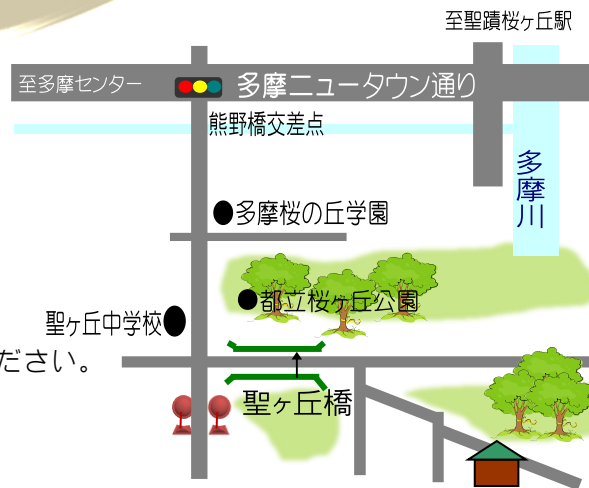 至聖蹟桜ヶ丘駅
至多摩センター
多摩ニュータウン通り
熊野橋交差点
多摩川
多摩桜の丘学園
都立桜ヶ丘公園
聖ヶ丘中学校
ださい。
聖ヶ丘橋